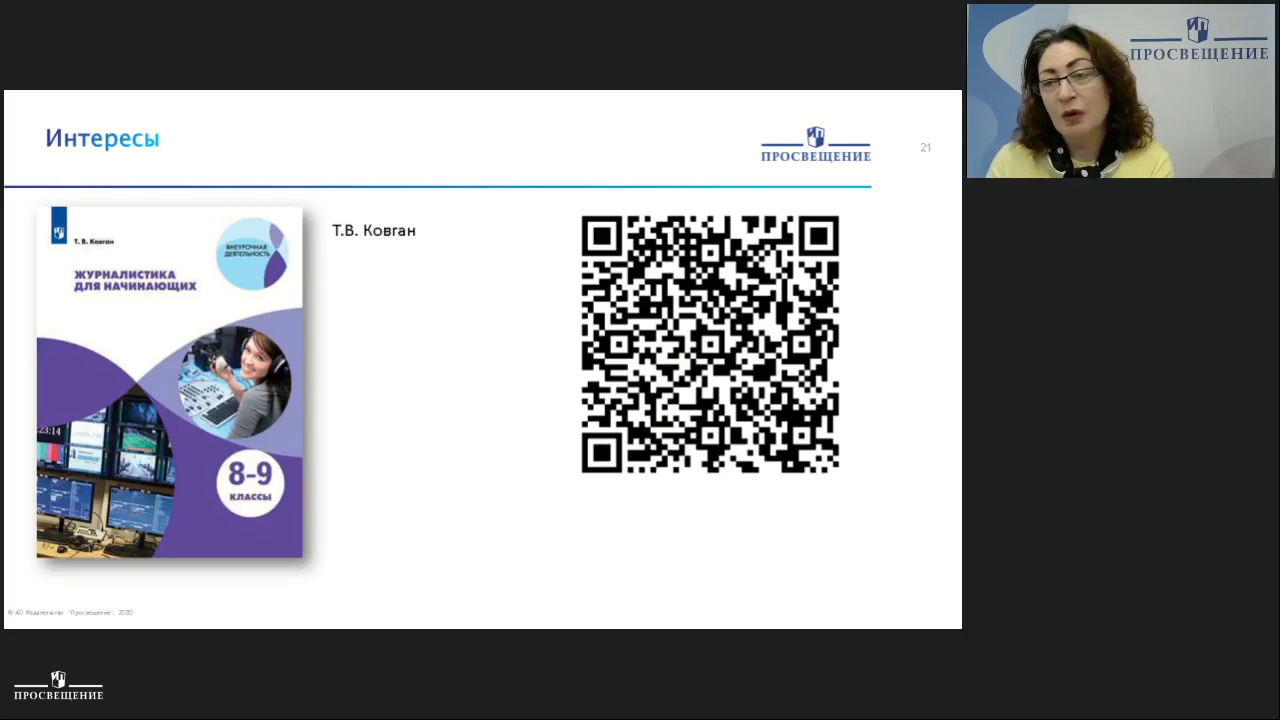 Интересы
ПРОСВЕЩЕНИЕ
21
ПРОСВЕЩЕНИЕ
Т. В. Ковган
ВНЕУРОЧНАЯ
ДЕЯТЕЛЬНОСТЬ
ЖУРНАЛИСТИКА
ДЛЯ НАЧИНАЮЩИХ
23:14
8-9
КЛАССЫ
Т.В. Ковган
© АО Издательство "Просвещение", 2020
ПРОСВЕЩЕНИЕ